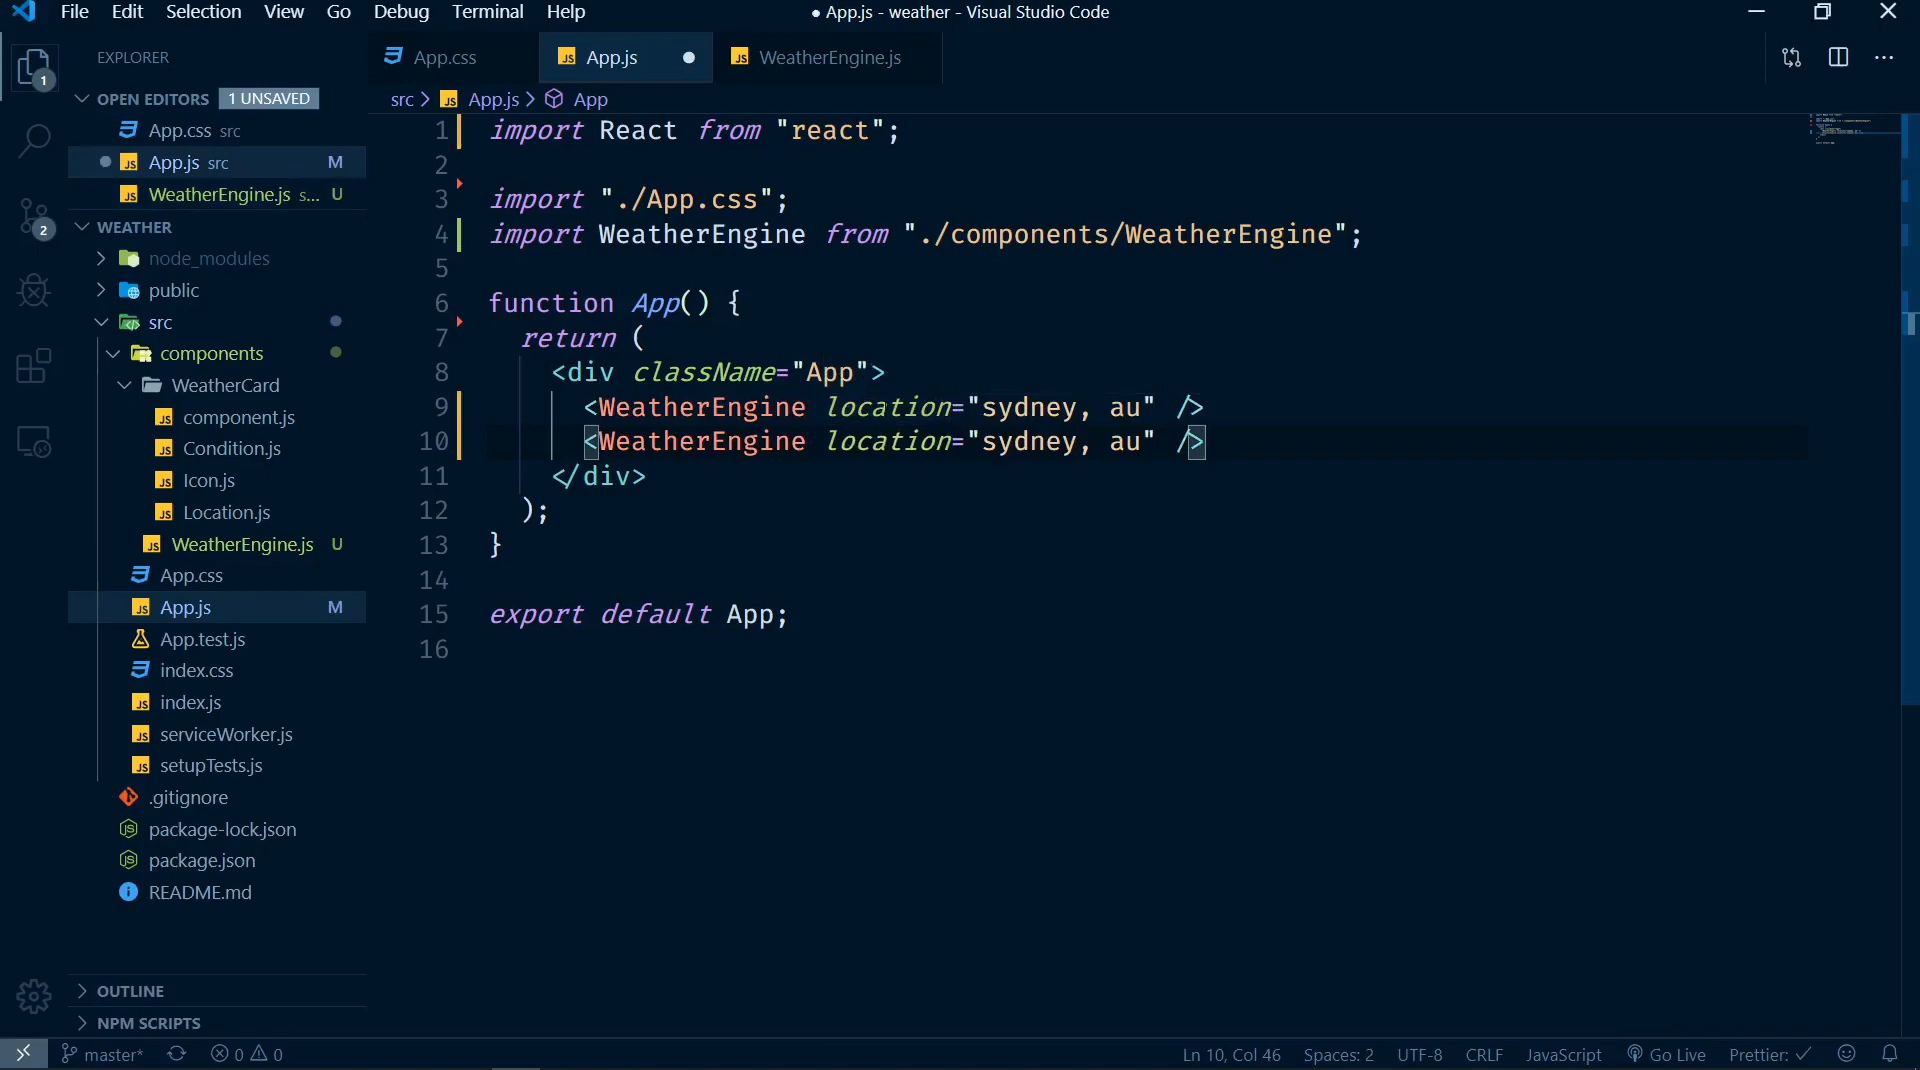 File Edit Selection View Go Debug Terminal Help
● App.js - weather - Visual Studio Code
EXPLORER
1
OPEN EDITORS 1 UNSAVED
App.css src
App.js src M
WeatherEngine.js s... U
WEATHER
2
node_modules
public
src
components
WeatherCard
component.js
Condition.js
Icon.js
Location.js
WeatherEngine.js U
App.css
App.js M
App.test.js
index.css
index.js
serviceWorker.js
setupTests.js
.gitignore
package-lock.json
package.json
README.md
OUTLINE
NPM SCRIPTS
App.css
App.js
WeatherEngine.js
src > App.js > App
1 import React from "react";
2
3 import "./App.css";
4 import WeatherEngine from "./components/WeatherEngine";
5
6 function App() {
7 return (
8 <div className="App">
9 <WeatherEngine location="sydney, au" />
10 <WeatherEngine location="sydney, au" />
11 </div>
12 );
13 }
14
15 export default App;
16
master* 0 0
Ln 10, Col 46 Spaces: 2 UTF-8 CRLF JavaScript Go Live Prettier: ✓